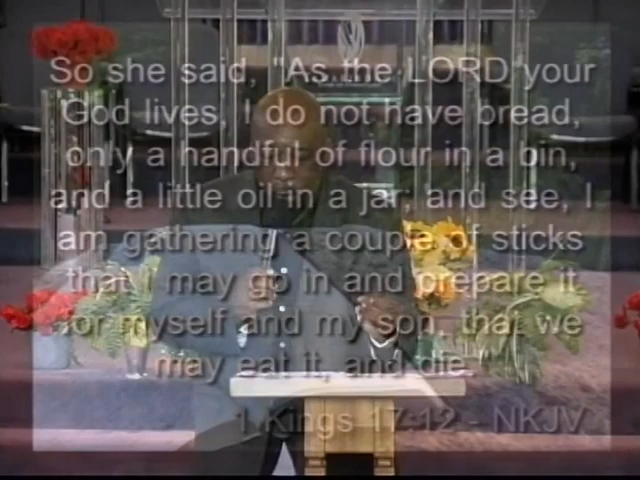 So she said, "As the LORD your
God lives, I do not have bread,
only a handful of flour in a bin,
and a little oil in a jar; and see, I
am gathering a couple of sticks
that I may go in and prepare it
for myself and my son, that we
may eat it, and die."
1 Kings 17:12 - NKJV